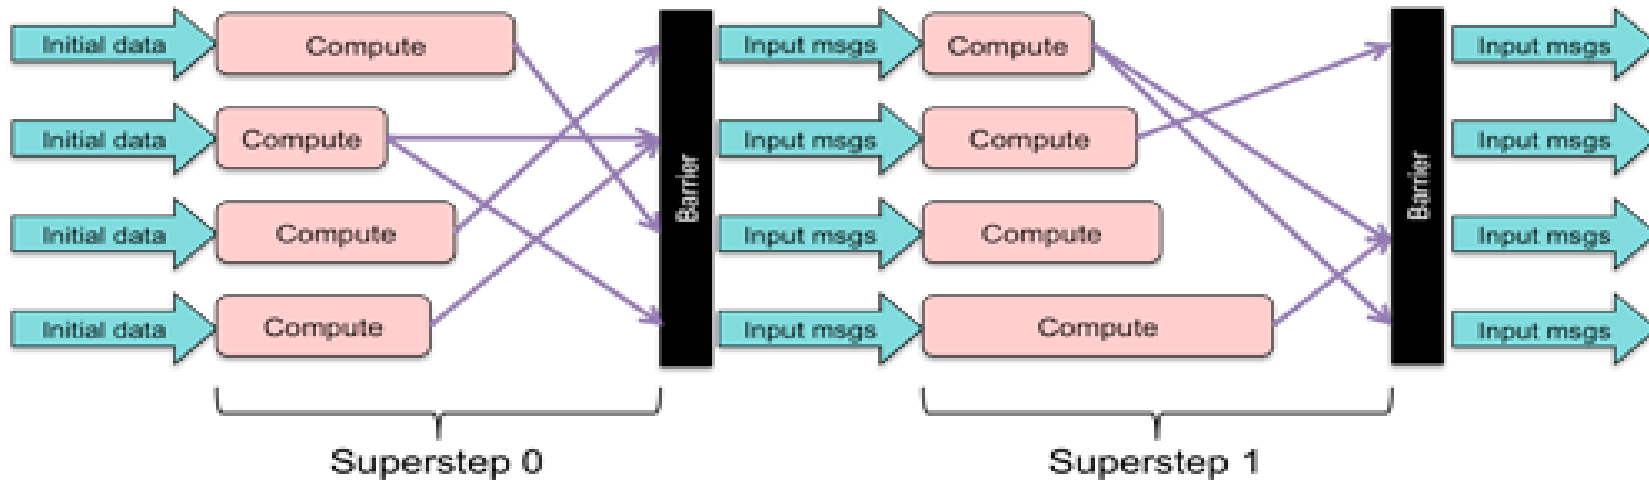 Initial data Compute Input msgs Compute Input msgs
Initial data Compute Input msgs Compute Input msgs
Barrier Barrier
Initial data Compute Input msgs Compute Input msgs
Initial data Compute Input msgs Compute Input msgs
Superstep 0 Superstep 1